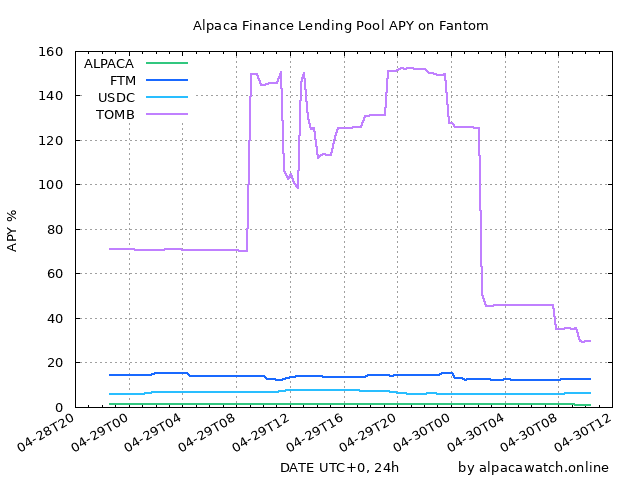 Alpaca Finance Lending Pool APY on Fantom
ALPACA
FTM
USDC
TOMB
APY %
160
140
120
100
80
60
40
20
0
04-28T20
04-29T00
04-29T04
04-29T08
04-29T12
04-29T16
04-29T20
04-30T00
04-30T04
04-30T08
04-30T12
DATE UTC+0, 24h
by alpacawatch.online